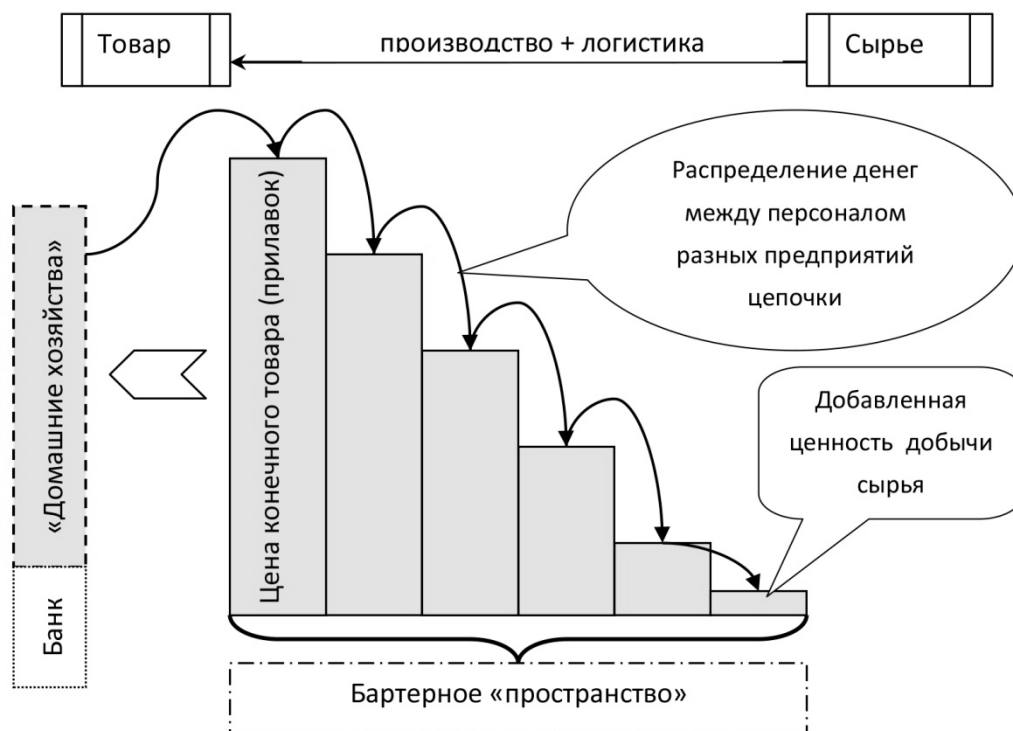 Товар
производство + логистика
Сырье
Распределение денег
между персоналом
разных предприятий
цепочки
Цена конечного товара (прилавок)
«Домашние хозяйства»
Добавленная
ценность добычи
сырья
Банк
Бартерное «пространство»